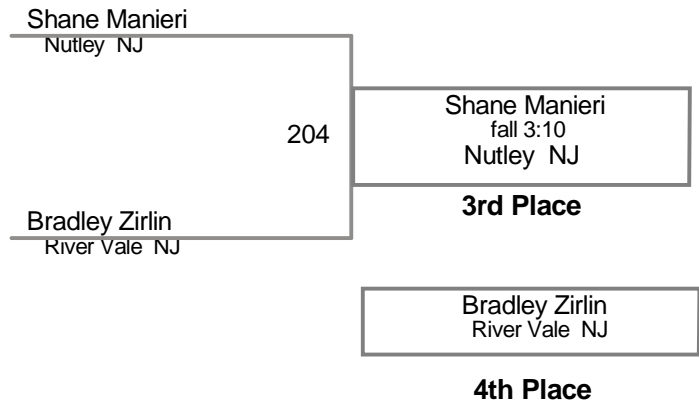 Shane Manieri
Nutley NJ
204
Shane Manieri
fall 3:10
Nutley NJ
3rd Place
Bradley Zirlin
River Vale NJ
Bradley Zirlin
River Vale NJ
4th Place